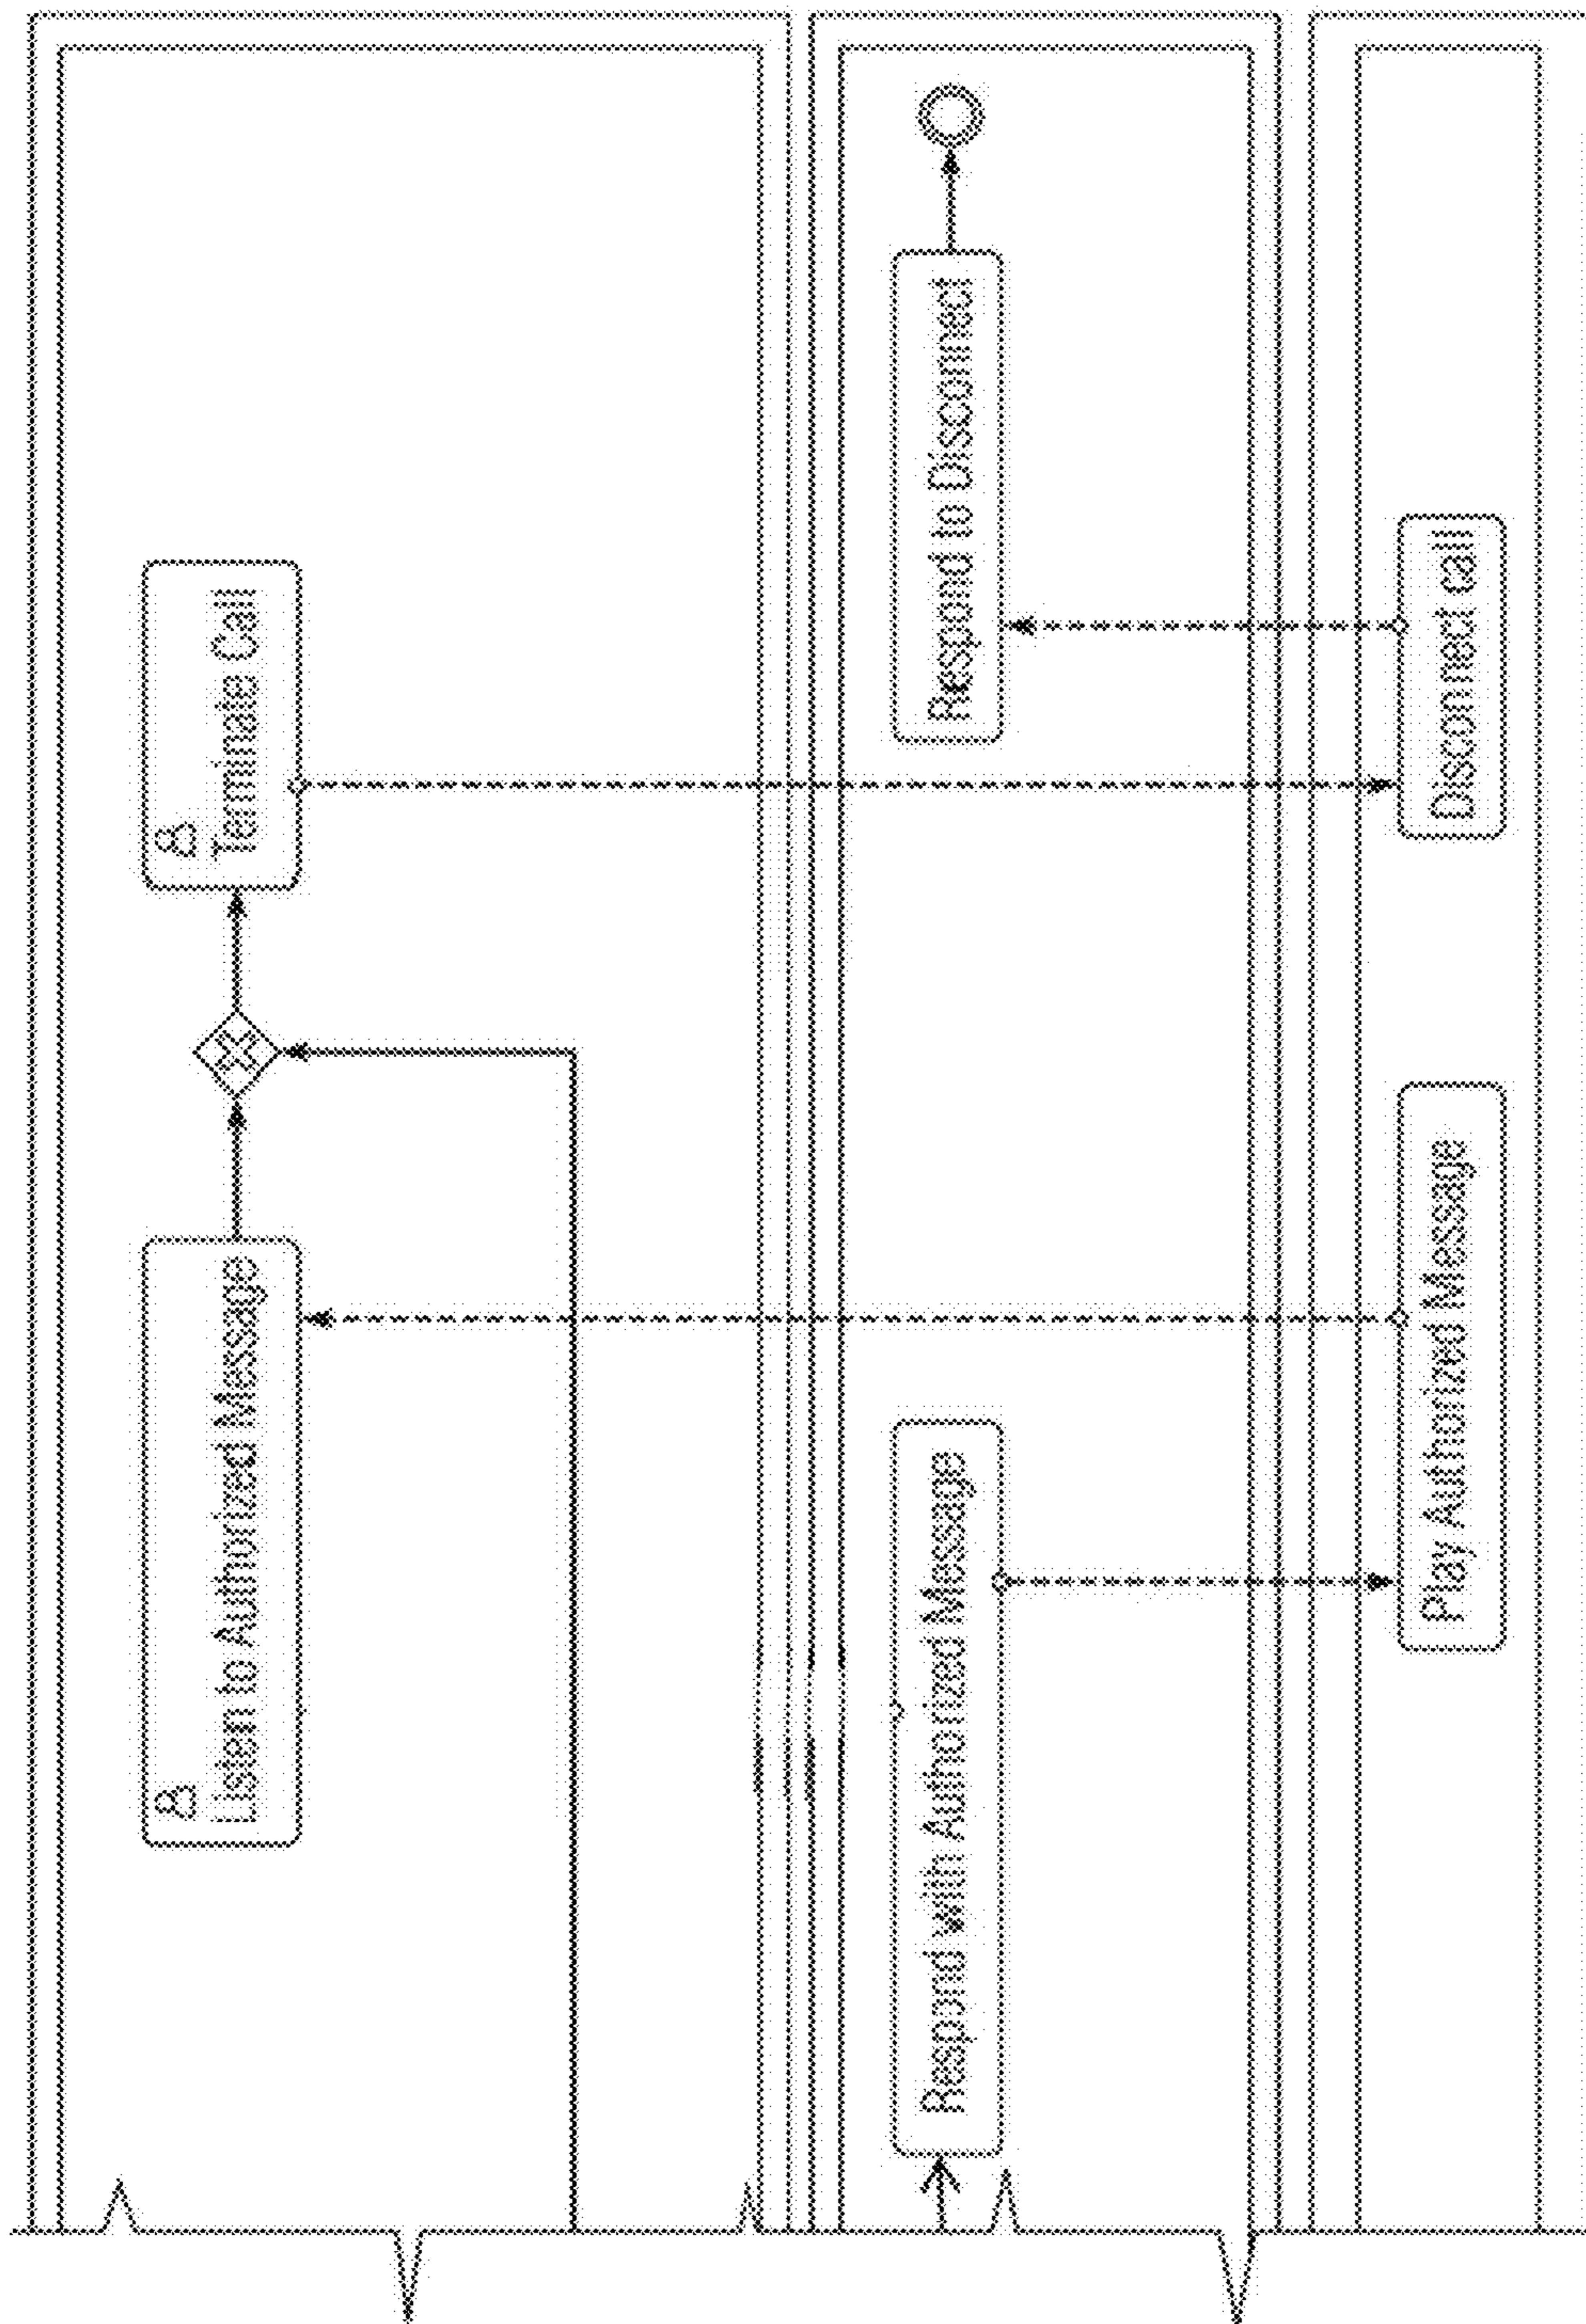 Listen to Authorized Message
Terminate Call
Respond with Authorized Message
Respond to Disconnect
Play Authorized Message
Disconnect call